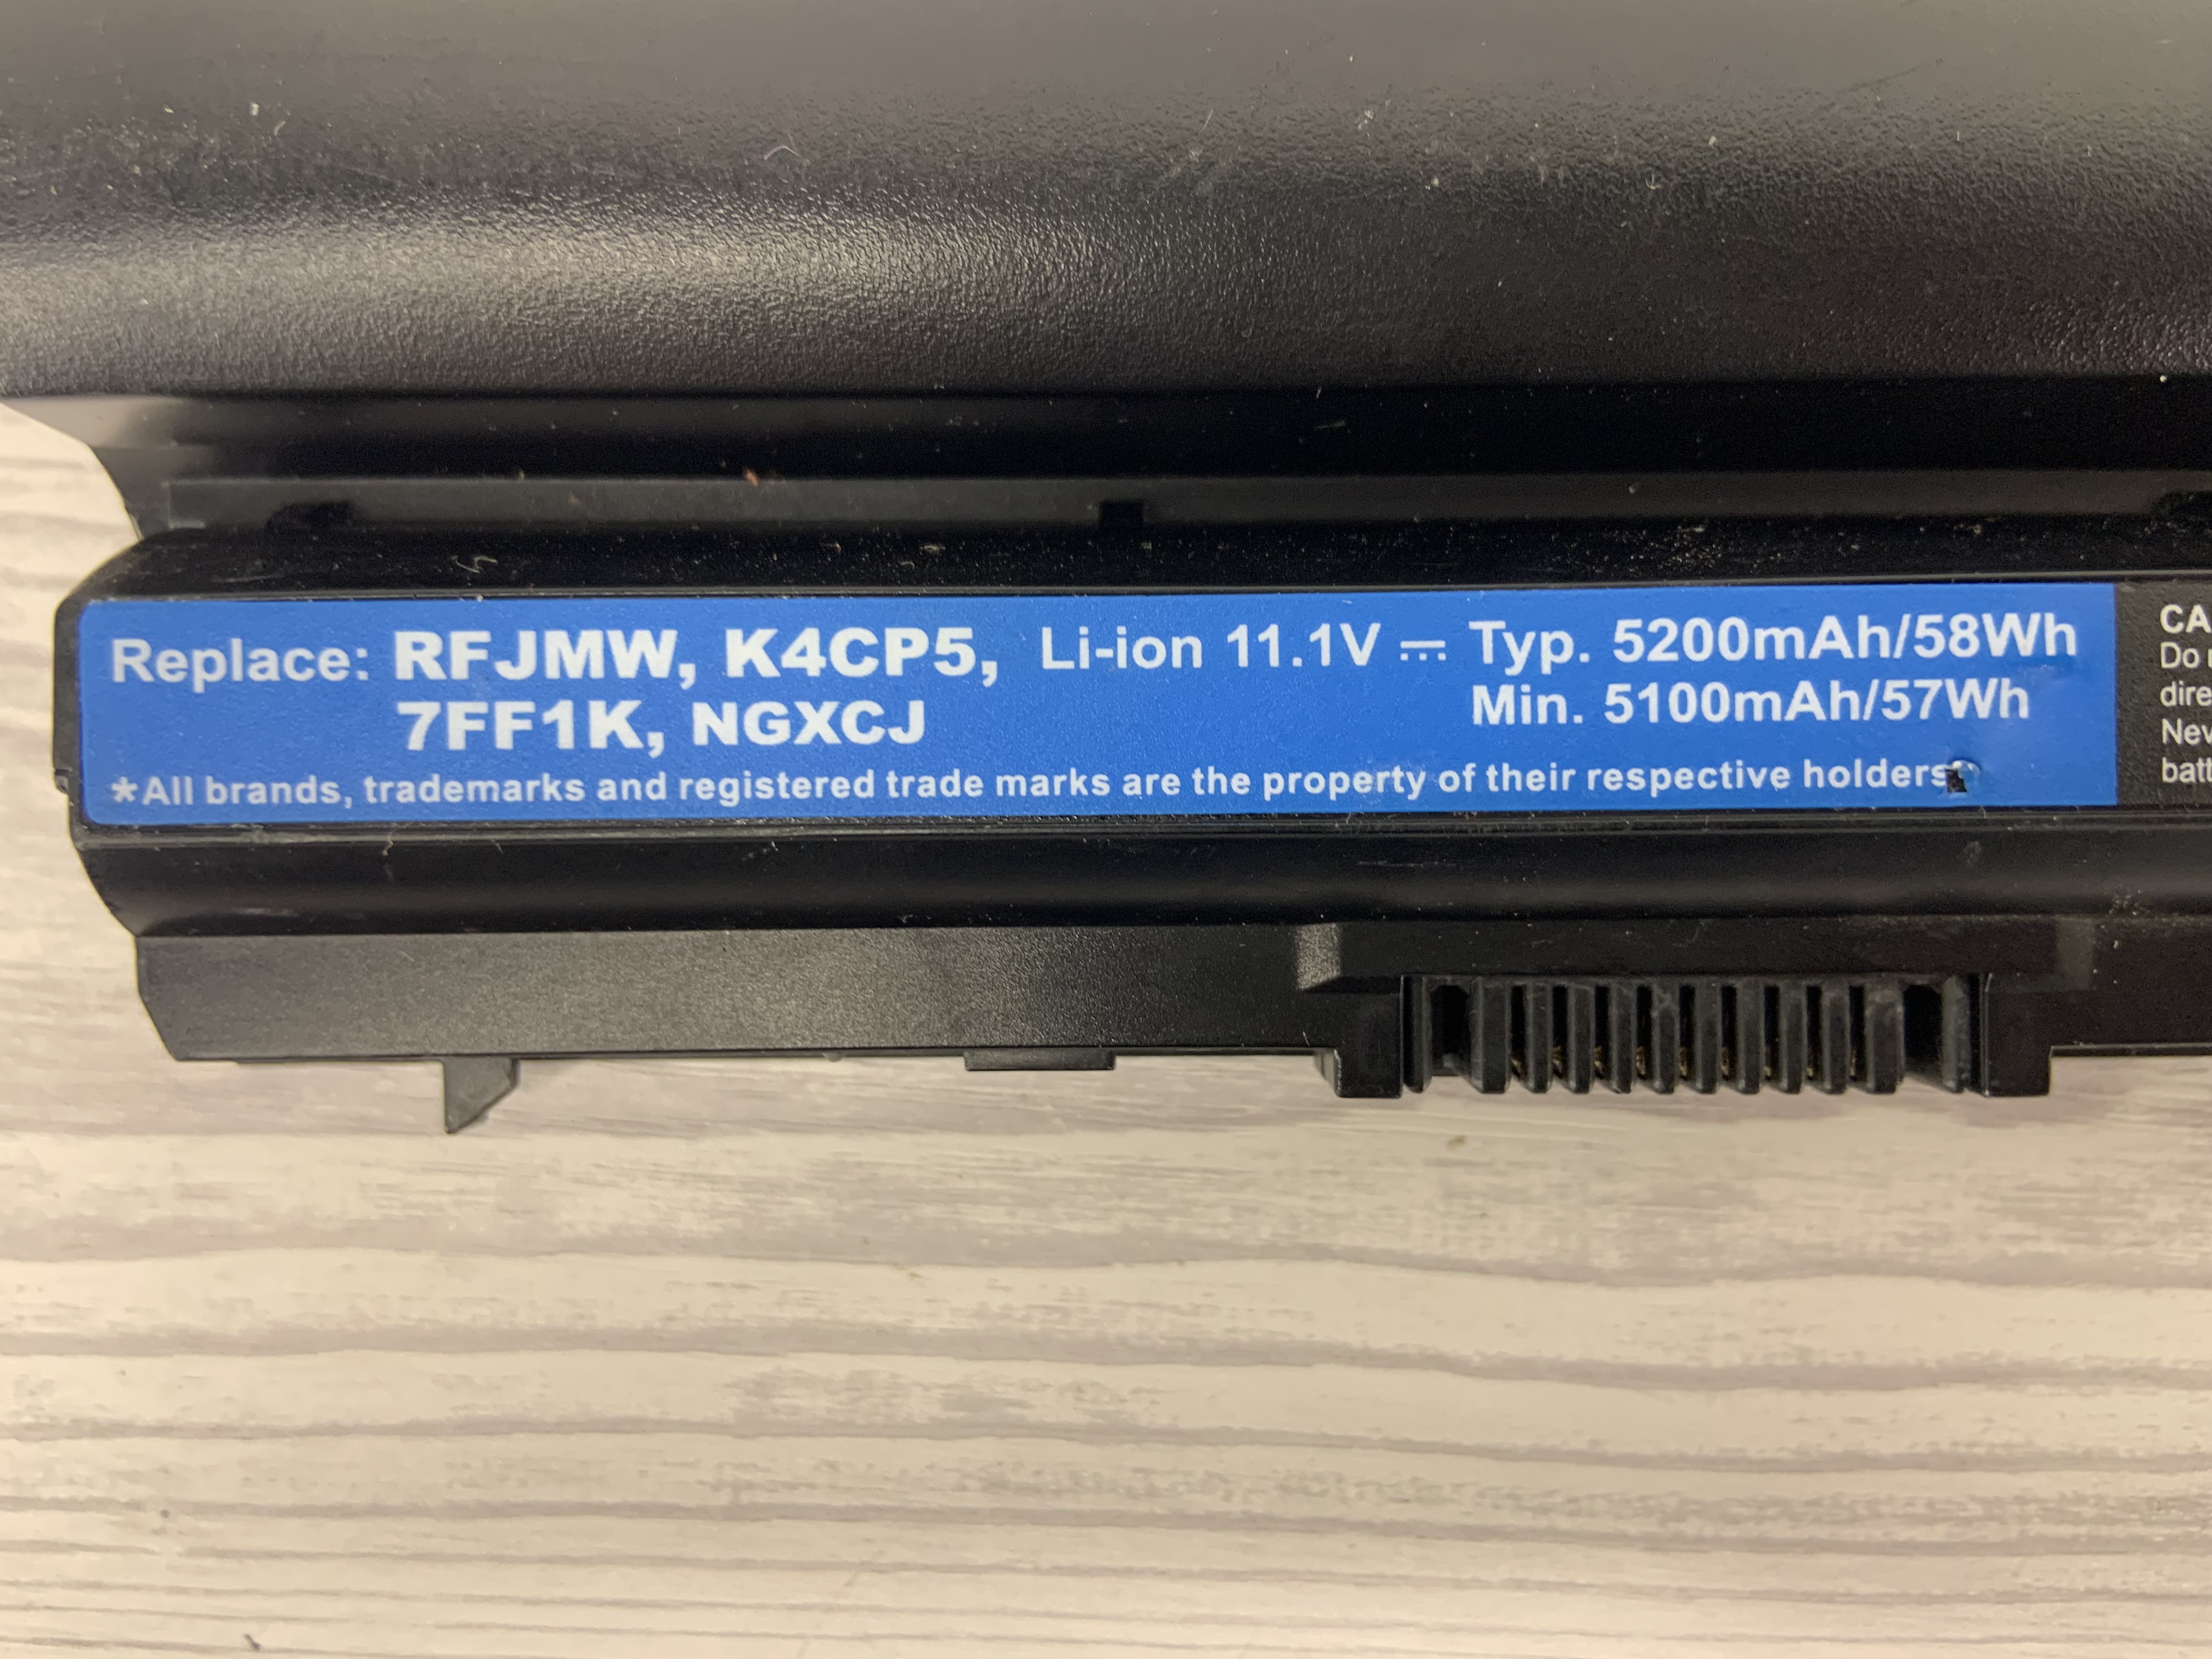 Replace: RFJMW, K4CP5, Li-ion 11.1V ⎓ Typ. 5200mAh/58Wh
7FF1K, NGXCJ Min. 5100mAh/57Wh
*All brands, trademarks and registered trade marks are the property of their respective holders
CA
Do
dire
Nev
batt